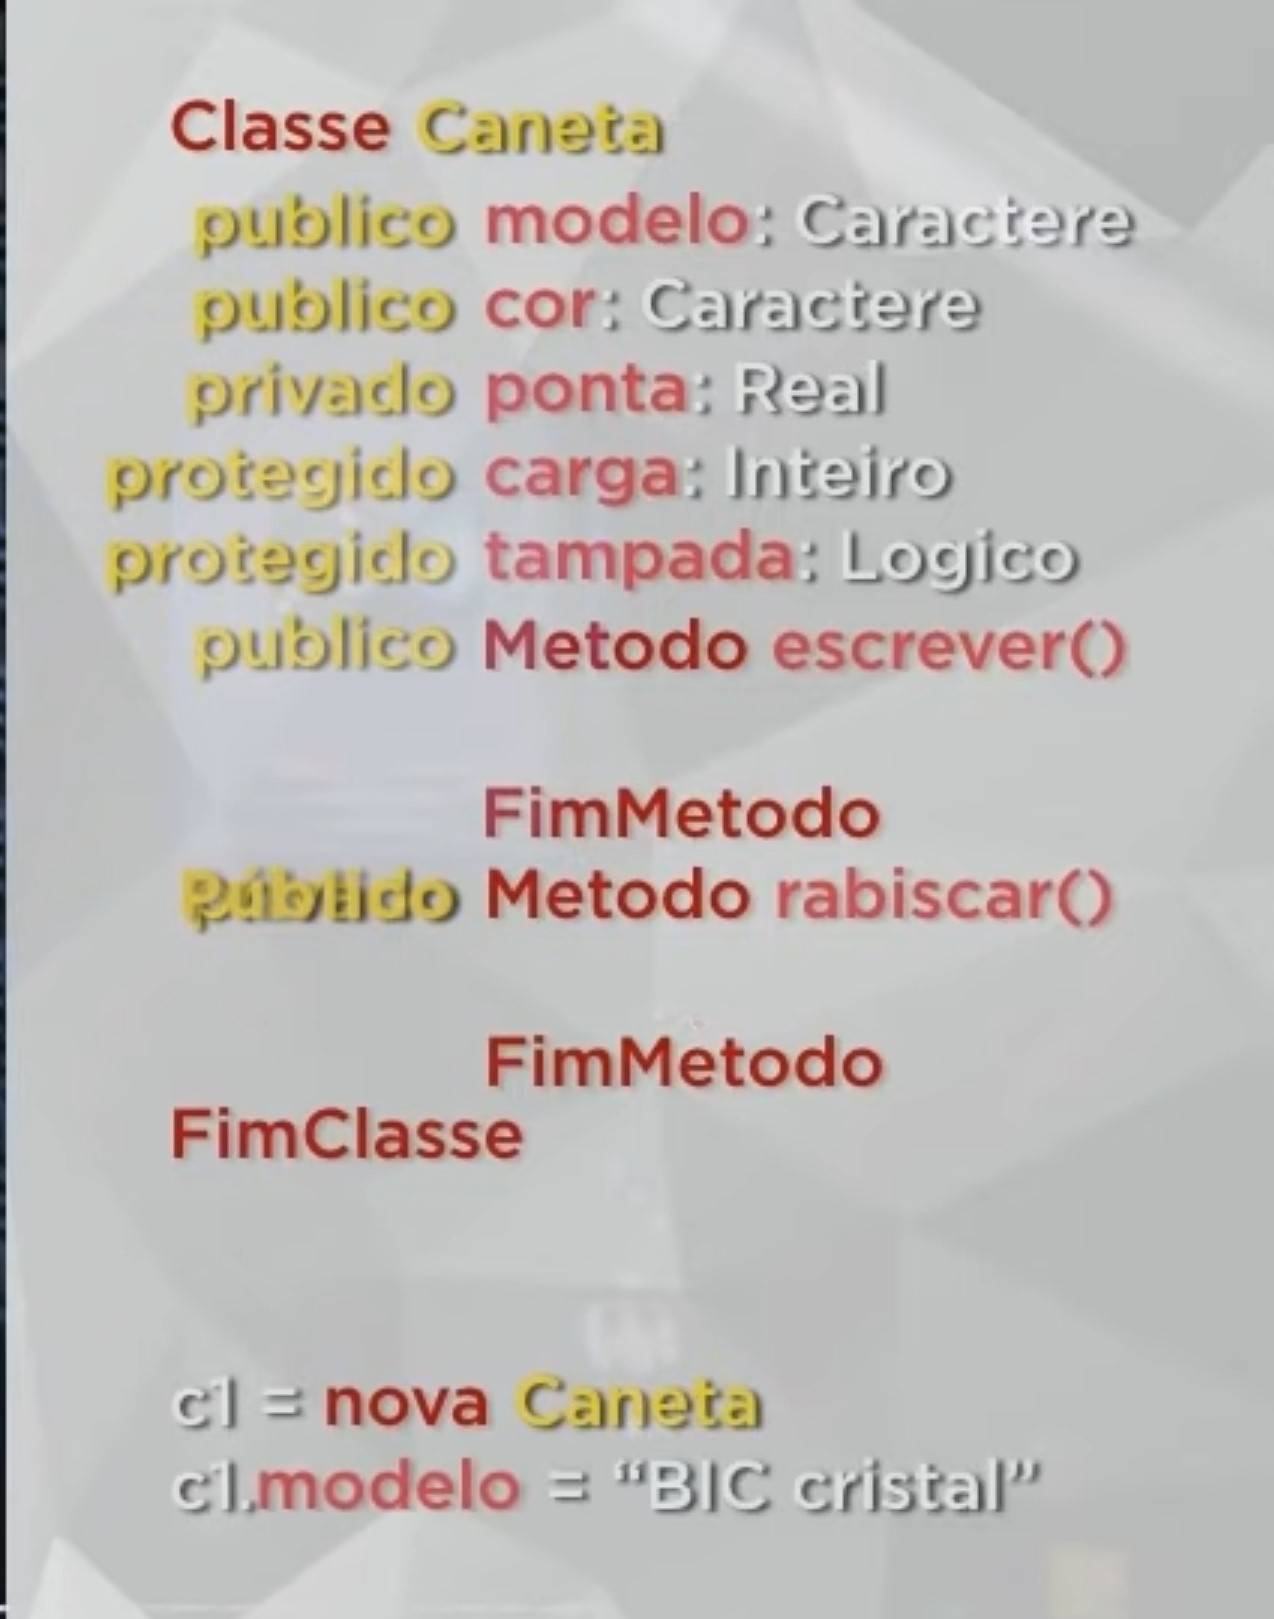 Classe Caneta
publico modelo: Caractere
publico cor: Caractere
privado ponta: Real
protegido carga: Inteiro
protegido tampada: Logico
publico Metodo escrever()
FimMetodo
Metodo rabiscar()
FimMetodo
FimClasse
c1 = nova Caneta
c1.modelo = “BIC cristal”